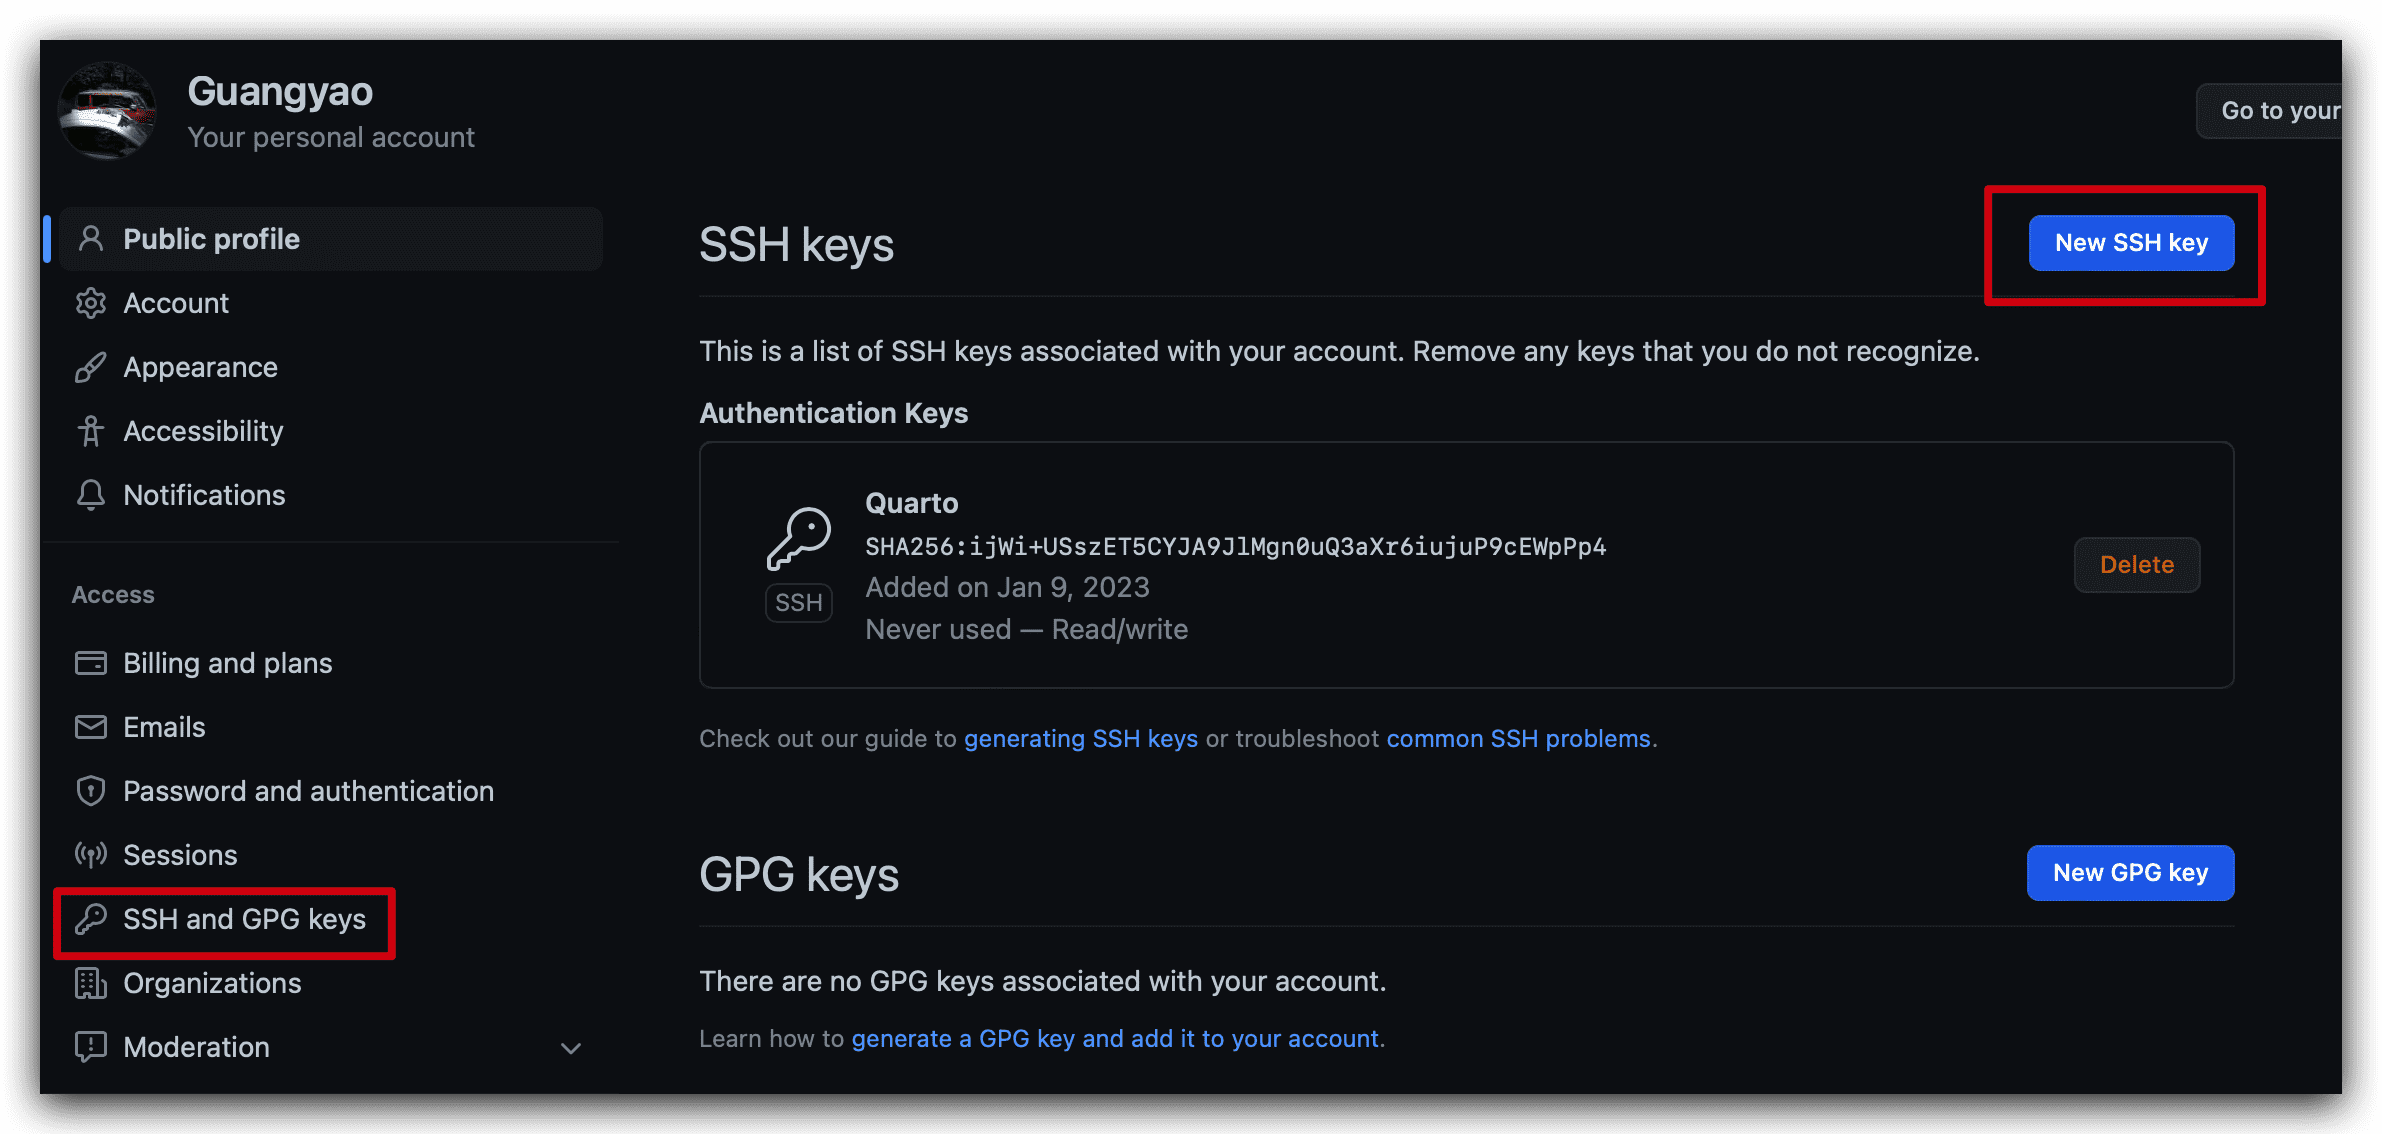 Guangyao
Your personal account
Go to your
Public profile
Account
Appearance
Accessibility
Notifications
Access
Billing and plans
Emails
Password and authentication
Sessions
SSH and GPG keys
Organizations
Moderation
SSH keys
New SSH key
This is a list of SSH keys associated with your account. Remove any keys that you do not recognize.
Authentication Keys
Quarto
SHA256:ijWi+USszET5CYJA9JlMgn0uQ3aXr6iujuP9cEWpPp4
Added on Jan 9, 2023
Never used — Read/write
SSH
Delete
Check out our guide to generating SSH keys or troubleshoot common SSH problems.
GPG keys
New GPG key
There are no GPG keys associated with your account.
Learn how to generate a GPG key and add it to your account.